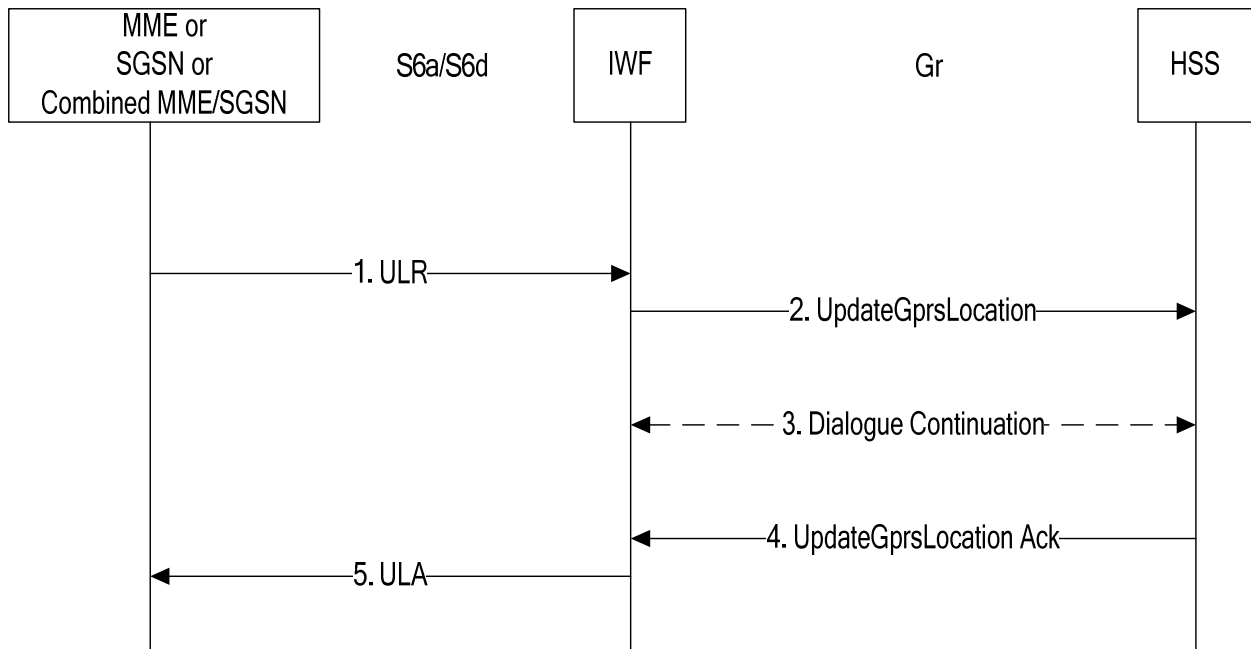 MME or
SGSN or
Combined MME/SGSN
S6a/S6d
IWF
Gr
HSS
1. ULR
2. UpdateGprsLocation
3. Dialogue Continuation
4. UpdateGprsLocation Ack
5. ULA